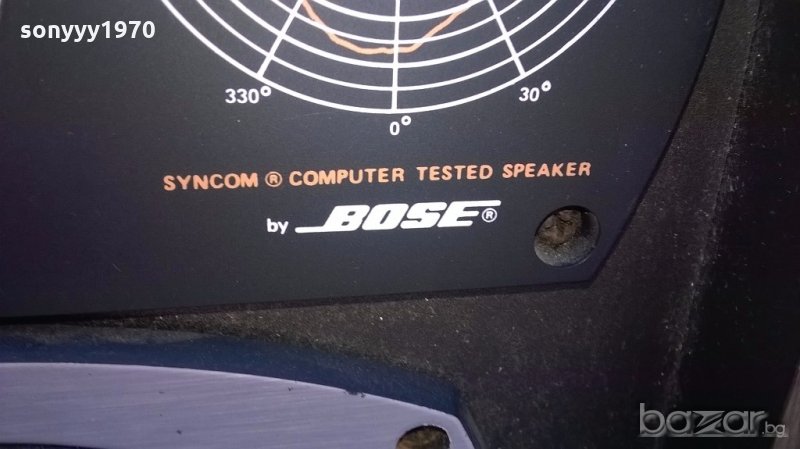 sonyyy1970
330° 30°
0°
SYNCOM ® COMPUTER TESTED SPEAKER
by BOSE®
bazar.bg